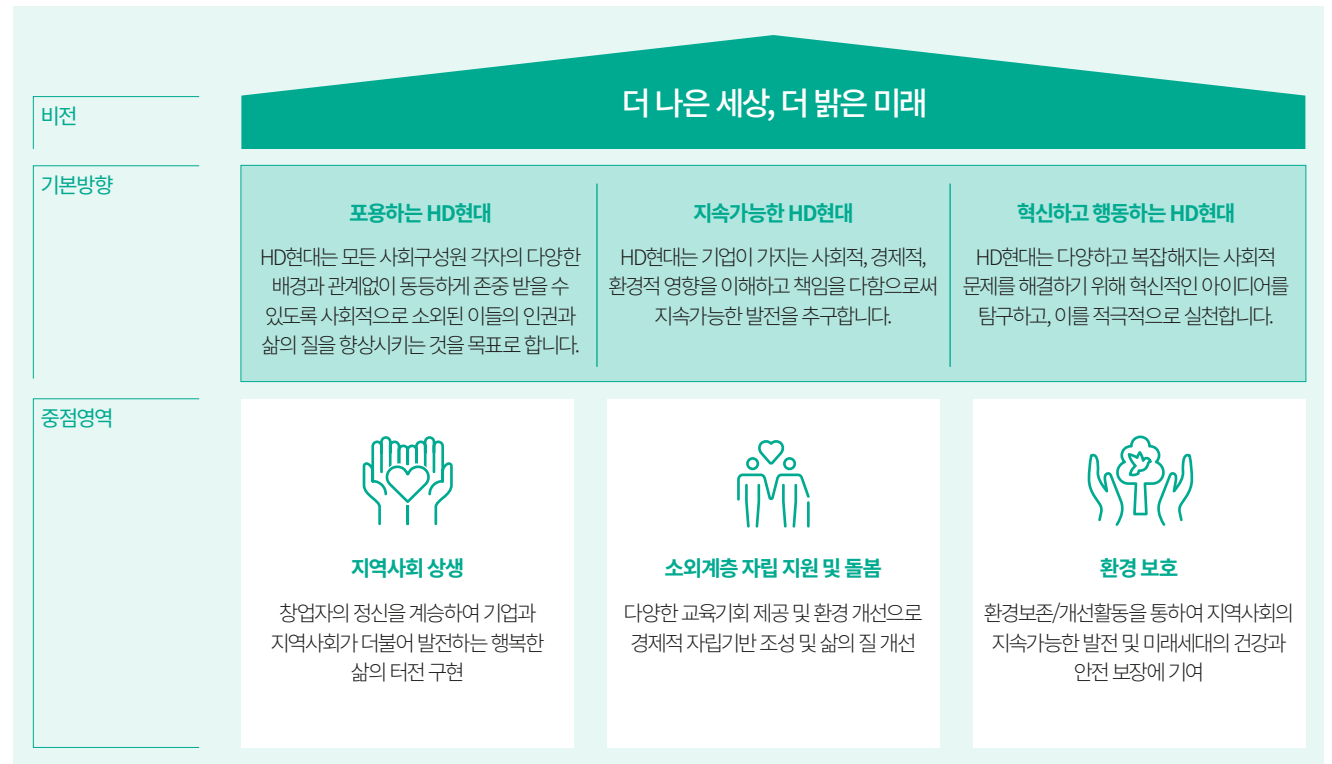 비전
더 나은 세상, 더 밝은 미래
기본방향
포용하는 HD현대
HD현대는 모든 사회구성원 각자의 다양한
배경과 관계없이 동등하게 존중 받을 수
있도록 사회적으로 소외된 이들의 인권과
삶의 질을 향상시키는 것을 목표로 합니다.
지속가능한 HD현대
HD현대는 기업이 가지는 사회적, 경제적,
환경적 영향을 이해하고 책임을 다함으로써
지속가능한 발전을 추구합니다.
혁신하고 행동하는 HD현대
HD현대는 다양하고 복잡해지는 사회적
문제를 해결하기 위해 혁신적인 아이디어를
탐구하고, 이를 적극적으로 실천합니다.
중점영역
지역사회 상생
창업자의 정신을 계승하여 기업과
지역사회가 더불어 발전하는 행복한
삶의 터전 구현
소외계층 자립 지원 및 돌봄
다양한 교육기회 제공 및 환경 개선으로
경제적 자립기반 조성 및 삶의 질 개선
환경 보호
환경보존/개선활동을 통하여 지역사회의
지속가능한 발전 및 미래세대의 건강과
안전 보장에 기여